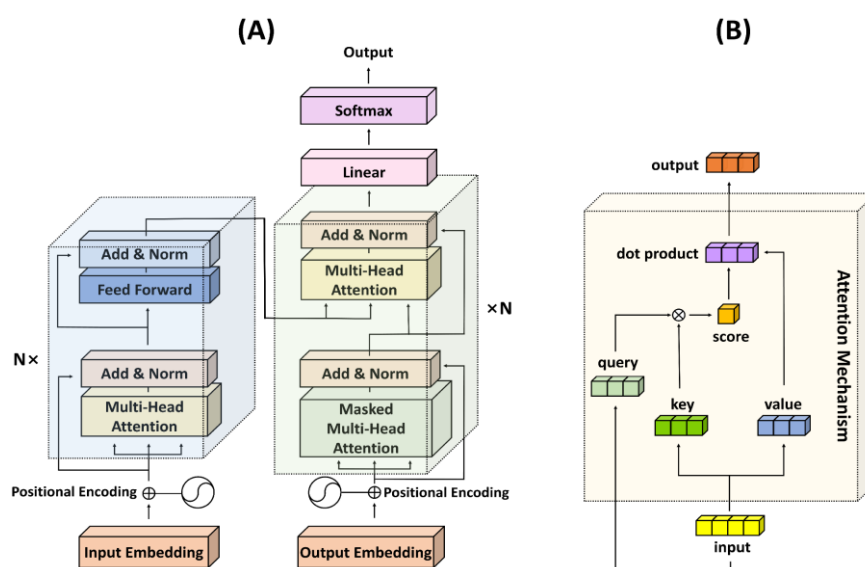 (A)
Output
Softmax
Linear
Add & Norm
Multi-Head
Attention
×N
Add & Norm
Masked
Multi-Head
Attention
Positional Encoding
Output Embedding
Add & Norm
Feed Forward
N×
Add & Norm
Multi-Head
Attention
Positional Encoding
Input Embedding
(B)
output
dot product
Attention Mechanism
score
query
key
value
input